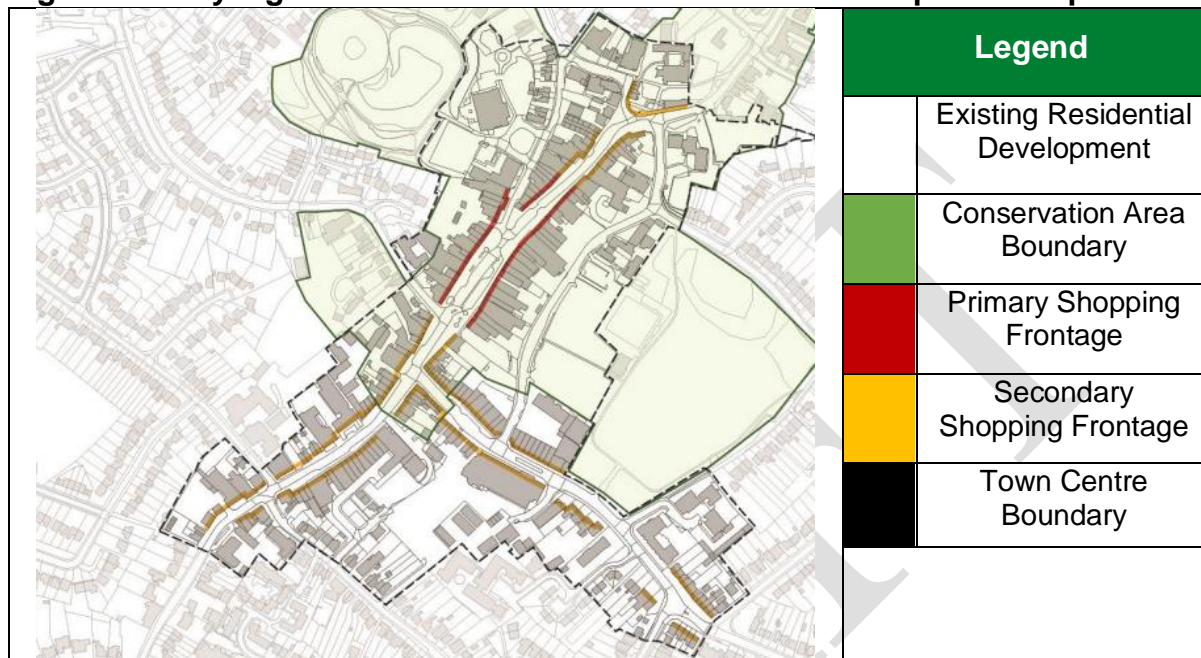 Legend
Existing Residential
Development
Conservation Area
Boundary
Primary Shopping
Frontage
Secondary
Shopping Frontage
Town Centre
Boundary